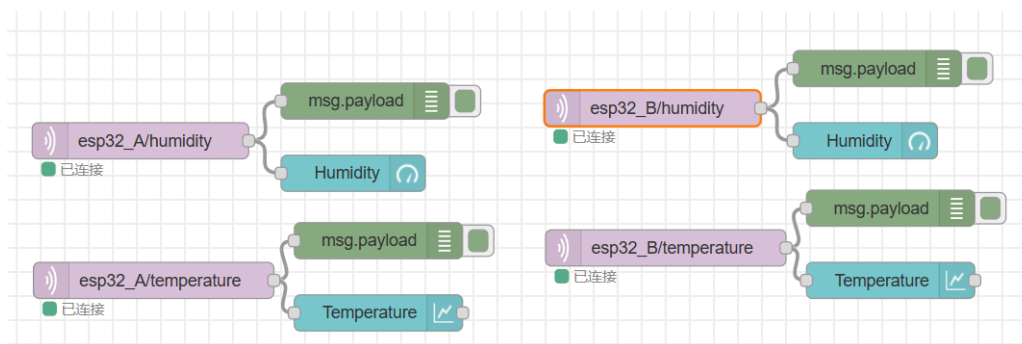 msg.payload
esp32_A/humidity
已连接
Humidity
msg.payload
esp32_A/temperature
已连接
Temperature
msg.payload
esp32_B/humidity
已连接
Humidity
msg.payload
esp32_B/temperature
已连接
Temperature